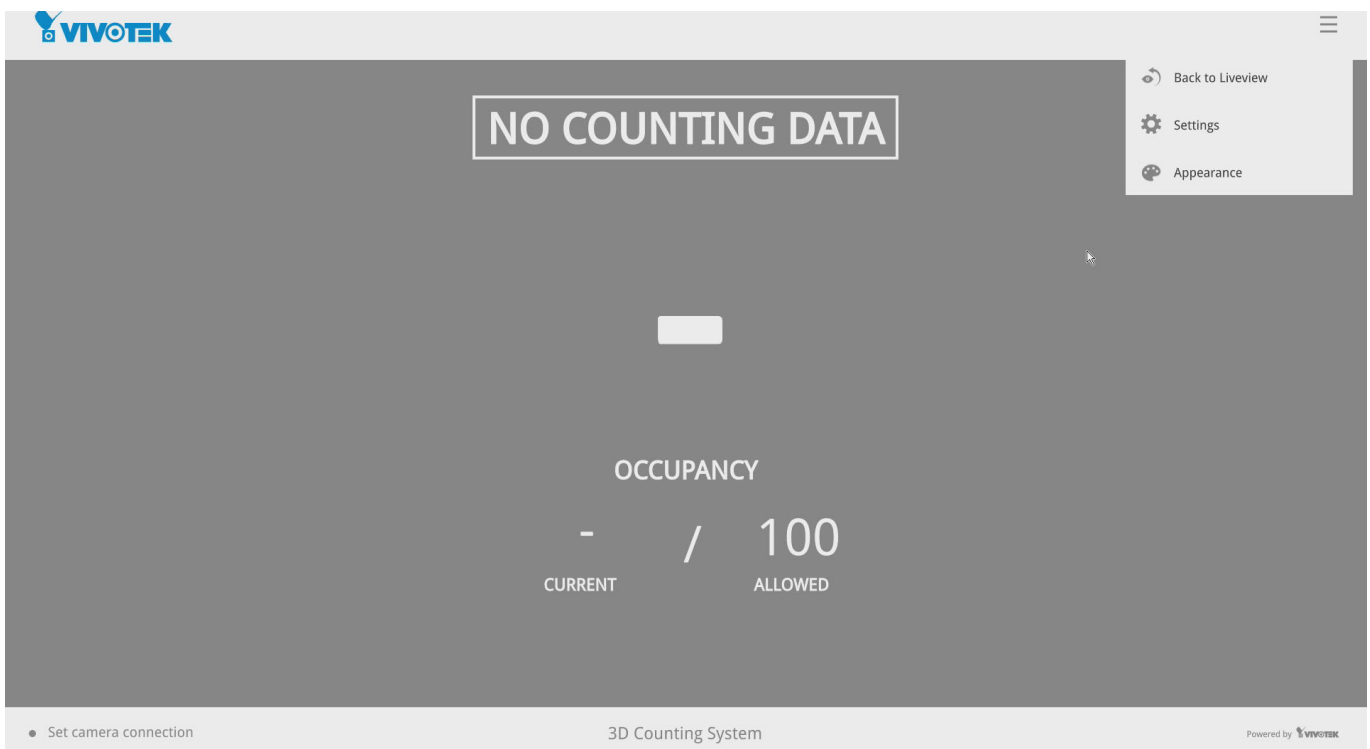 VIVOTEK
Back to Liveview
NO COUNTING DATA
Settings
Appearance
-
OCCUPANCY
- / 100
CURRENT ALLOWED
Set camera connection
3D Counting System
Powered by VIVOTEK